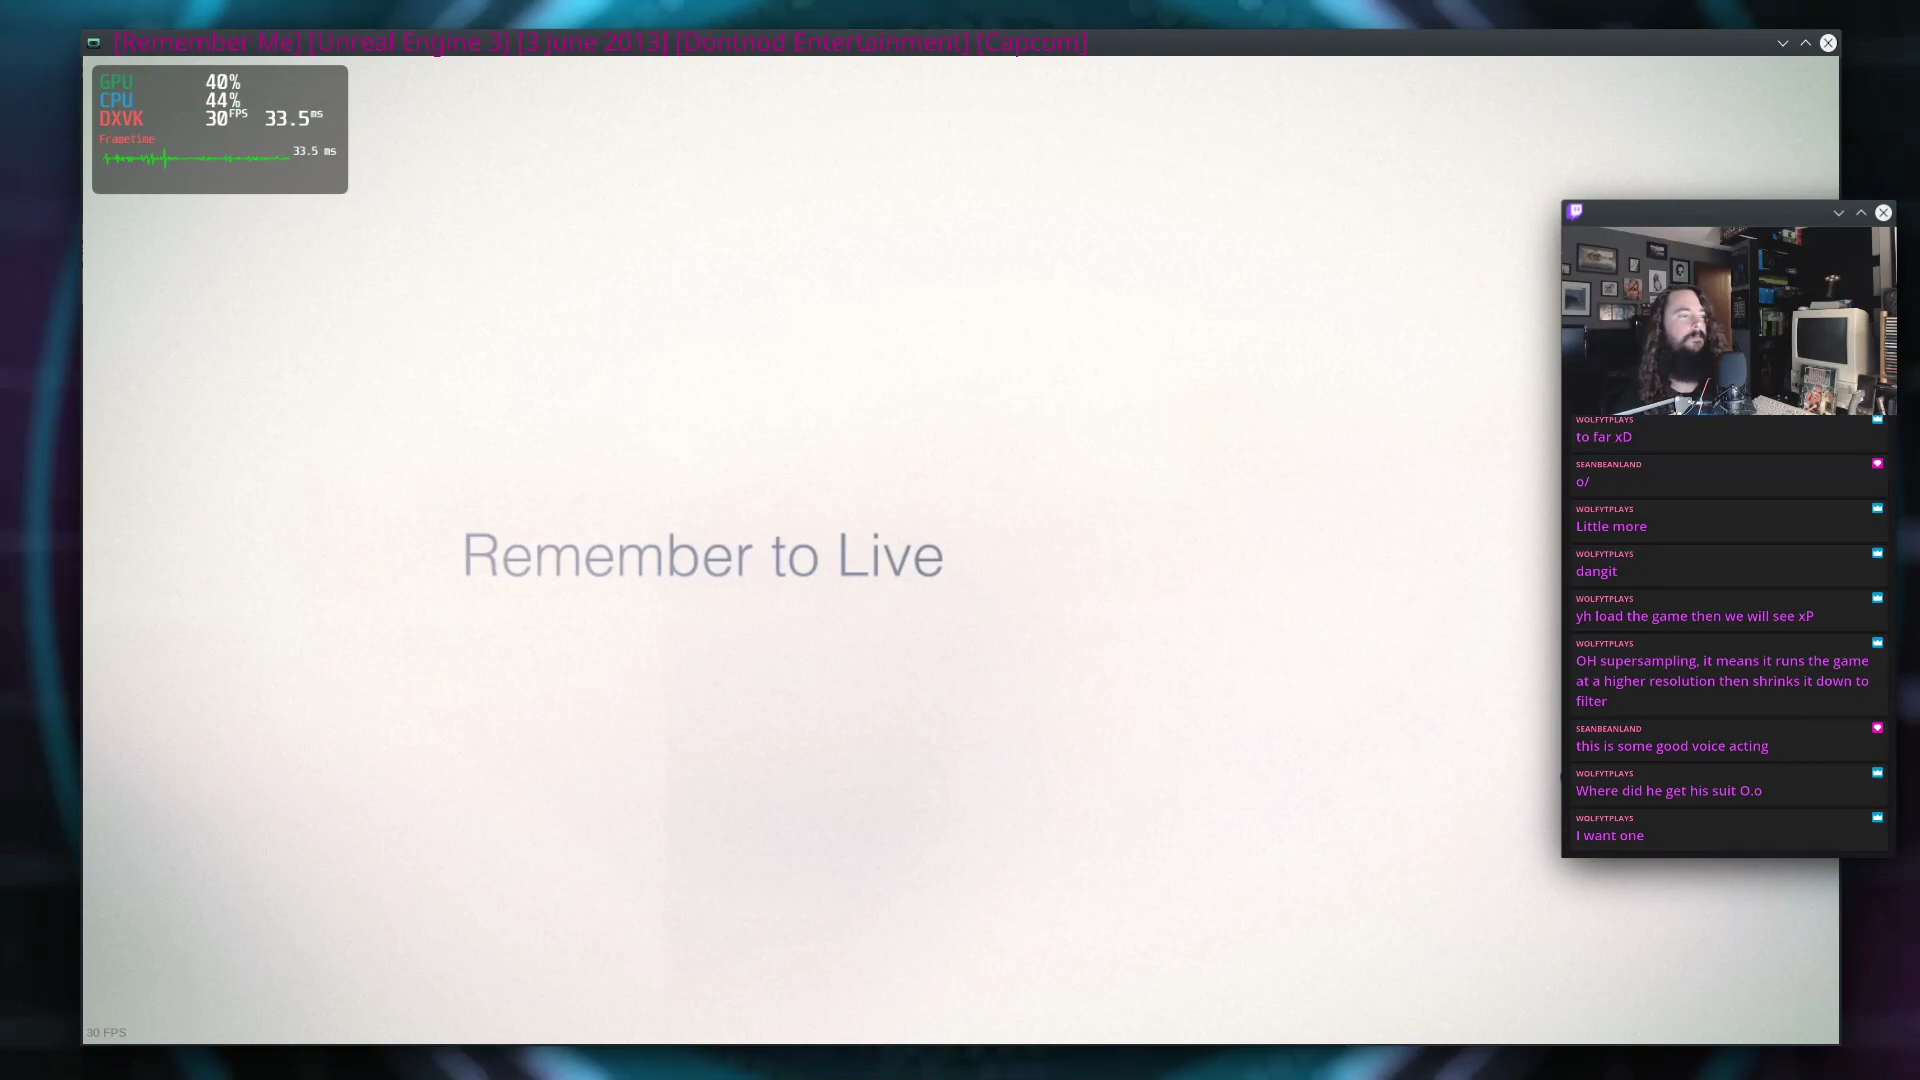 [Remember Me] [Unreal Engine 3] [3 June 2013] [Dontnod Entertainment] [Capcom]
GPU 40%
CPU 44%
DXVK 30 FPS 33.5 ms
Frametime
33.5 ms
Remember to Live
30 FPS
WOLFYTPLAYS
to far xD
SEANBEANLAND
o/
WOLFYTPLAYS
Little more
WOLFYTPLAYS
dangit
WOLFYTPLAYS
yh load the game then we will see xP
WOLFYTPLAYS
OH supersampling, it means it runs the game
at a higher resolution then shrinks it down to
filter
SEANBEANLAND
this is some good voice acting
WOLFYTPLAYS
Where did he get his suit O.o
WOLFYTPLAYS
I want one